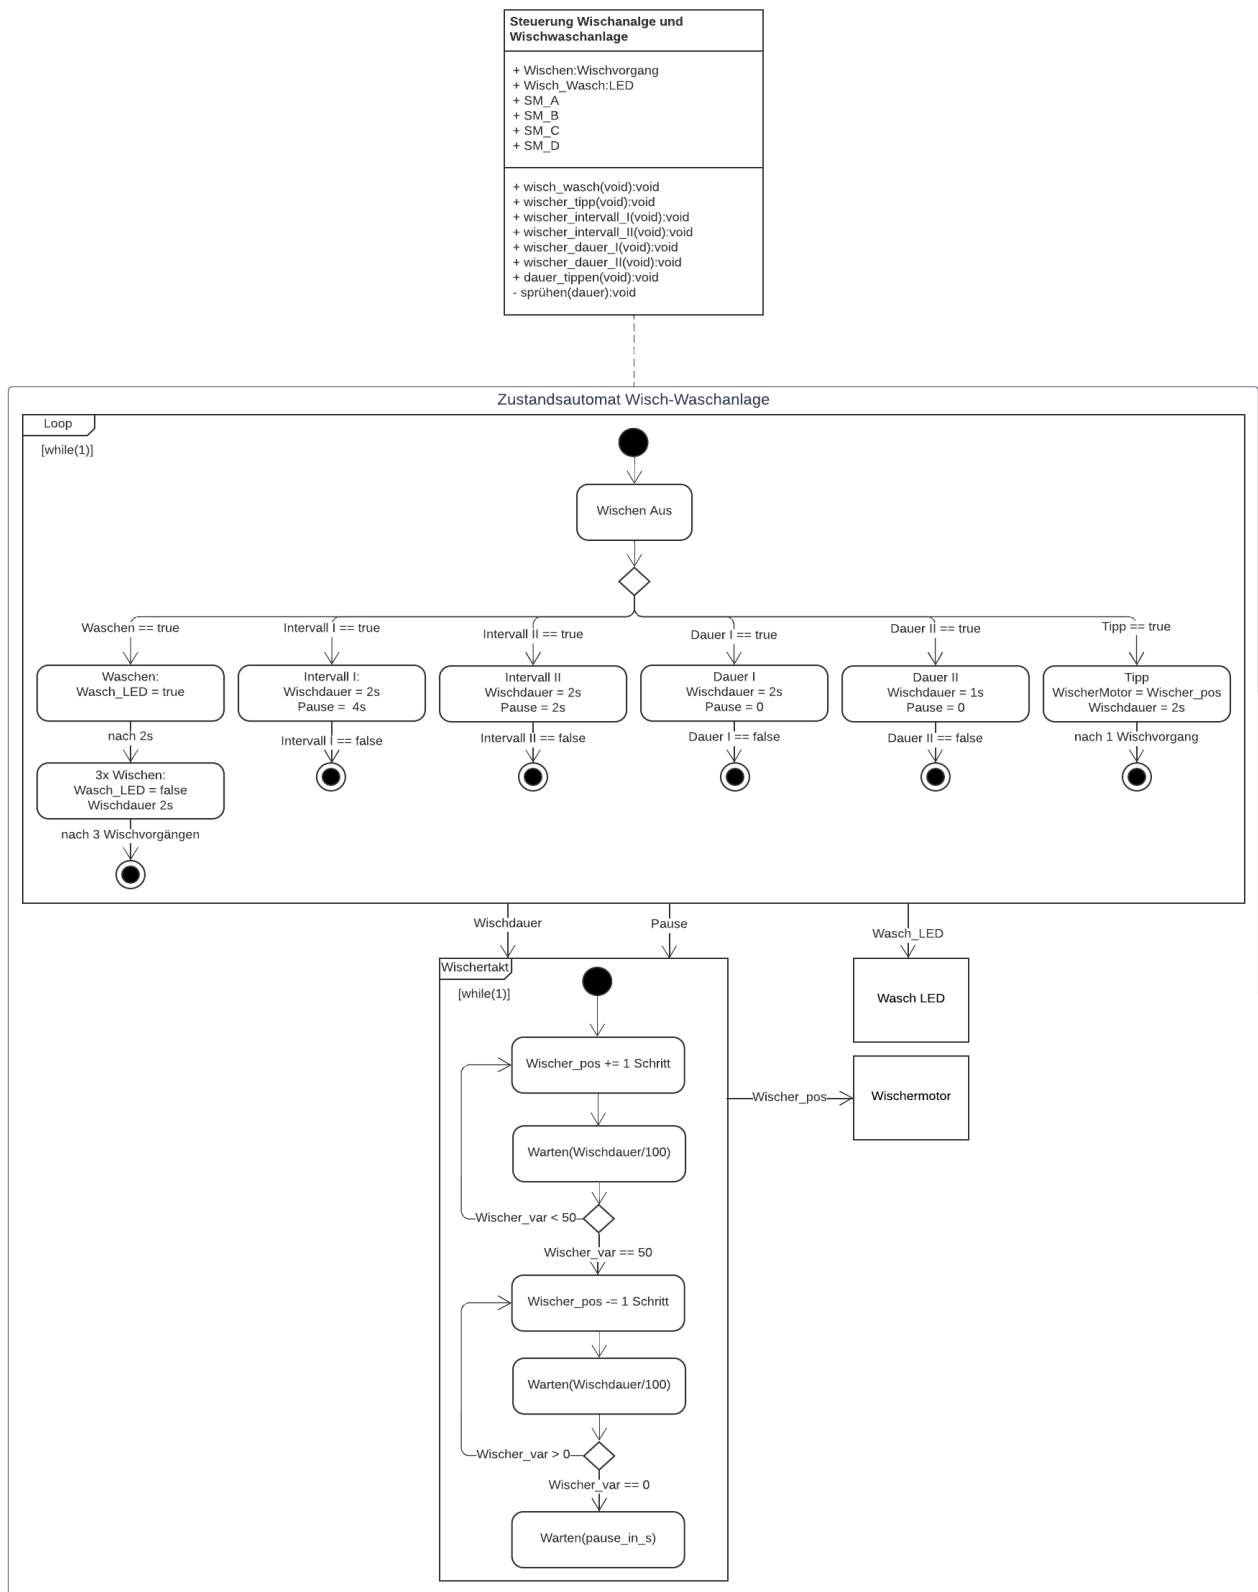 Steuerung Wischanalge und
Wischwaschanlage
+ Wischen:Wischvorgang
+ Wisch_Wasch:LED
+ SM_A
+ SM_B
+ SM_C
+ SM_D
+ wisch_wasch(void):void
+ wischer_tipp(void):void
+ wischer_intervall_I(void):void
+ wischer_intervall_II(void):void
+ wischer_dauer_I(void):void
+ wischer_dauer_II(void):void
+ dauer_tippen(void):void
- sprühen(dauer):void
Zustandsautomat Wisch-Waschanlage
Loop
[while(1)]
Wischen Aus
Waschen == true
Intervall I == true
Intervall II == true
Dauer I == true
Dauer II == true
Tipp == true
Waschen:
Wasch_LED = true
Intervall I:
Wischdauer = 2s
Pause = 4s
Intervall II
Wischdauer = 2s
Pause = 2s
Dauer I
Wischdauer = 2s
Pause = 0
Dauer II
Wischdauer = 1s
Pause = 0
Tipp
WischerMotor = Wischer_pos
Wischdauer = 2s
nach 2s
Intervall I == false
Intervall II == false
Dauer I == false
Dauer II == false
nach 1 Wischvorgang
3x Wischen:
Wasch_LED = false
Wischdauer 2s
nach 3 Wischvorgängen
Wischdauer
Pause
Wasch_LED
Wischertakt
[while(1)]
Wasch LED
Wischer_pos += 1 Schritt
Wischer_pos
Wischermotor
Warten(Wischdauer/100)
Wischer_var < 50
Wischer_var == 50
Wischer_pos -= 1 Schritt
Warten(Wischdauer/100)
Wischer_var > 0
Wischer_var == 0
Warten(pause_in_s)